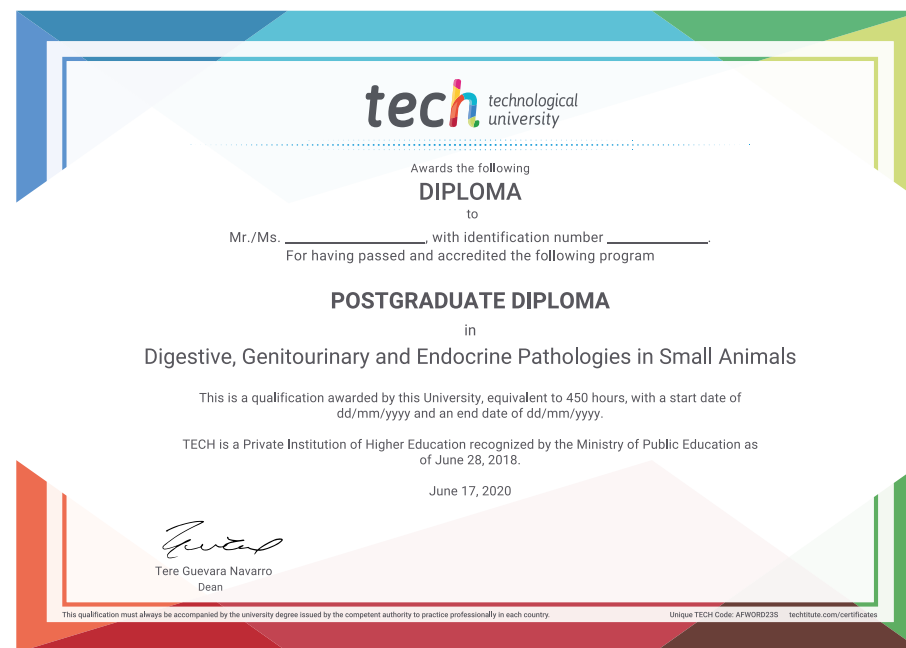 tech technological
university
Awards the following
DIPLOMA
to
Mr./Ms. ____________________, with identification number ______________.
For having passed and accredited the following program
POSTGRADUATE DIPLOMA
in
Digestive, Genitourinary and Endocrine Pathologies in Small Animals
This is a qualification awarded by this University, equivalent to 450 hours, with a start date of
dd/mm/yyyy and an end date of dd/mm/yyyy.
TECH is a Private Institution of Higher Education recognized by the Ministry of Public Education as
of June 28, 2018.
June 17, 2020
Tere Guevara Navarro
Dean
This qualification must always be accompanied by the university degree issued by the competent authority to practice professionally in each country. Unique TECH Code: AFWORD23S techtitute.com/certificates